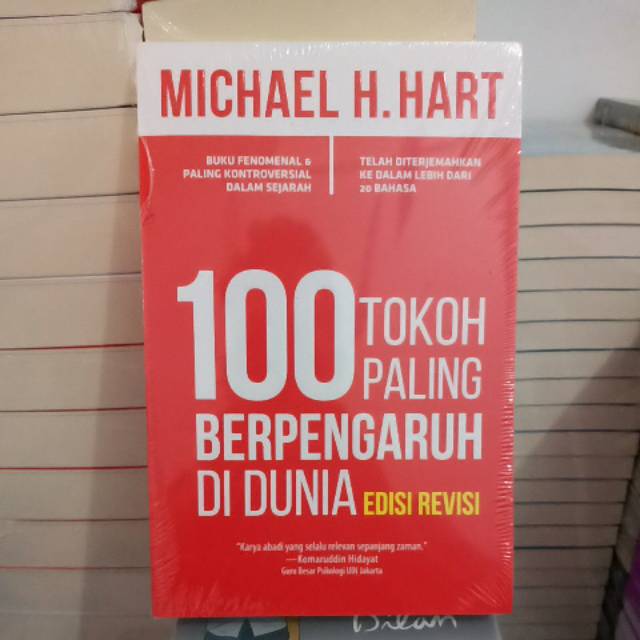 MICHAEL H. HART
BUKU FENOMENAL &
PALING KONTROVERSIAL
DALAM SEJARAH
TELAH DITERJEMAHKAN
KE DALAM LEBIH DARI
20 BAHASA
100 TOKOH
PALING
BERPENGARUH
DI DUNIA EDISI REVISI
"Karya abadi yang selalu relevan sepanjang zaman."
—Komaruddin Hidayat
Guru Besar Psikologi UIN Jakarta